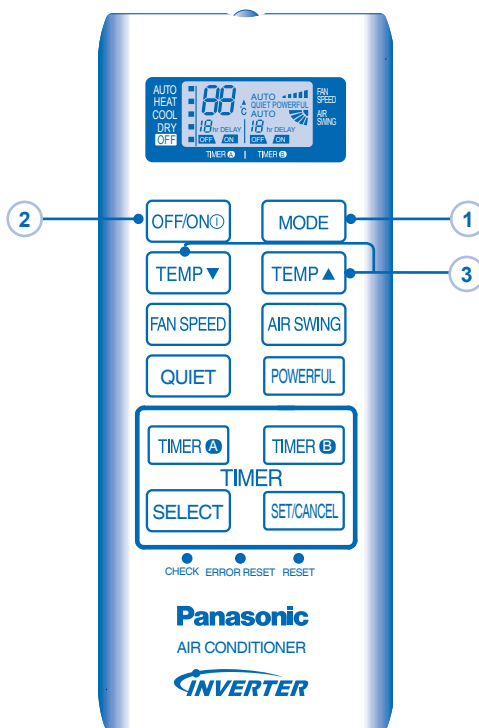 AUTO
HEAT
COOL
DRY
OFF
88 °C
AUTO
QUIET POWERFUL
AUTO
FAN SPEED
AIR SWING
18 hr DELAY 18 hr DELAY
OFF ON OFF ON
TIMER A | TIMER B
2 OFF/ON MODE 1
TEMP ▼ TEMP ▲ 3
FAN SPEED AIR SWING
QUIET POWERFUL
TIMER A TIMER B
TIMER
SELECT SET/CANCEL
CHECK ERROR RESET RESET
Panasonic
AIR CONDITIONER
INVERTER